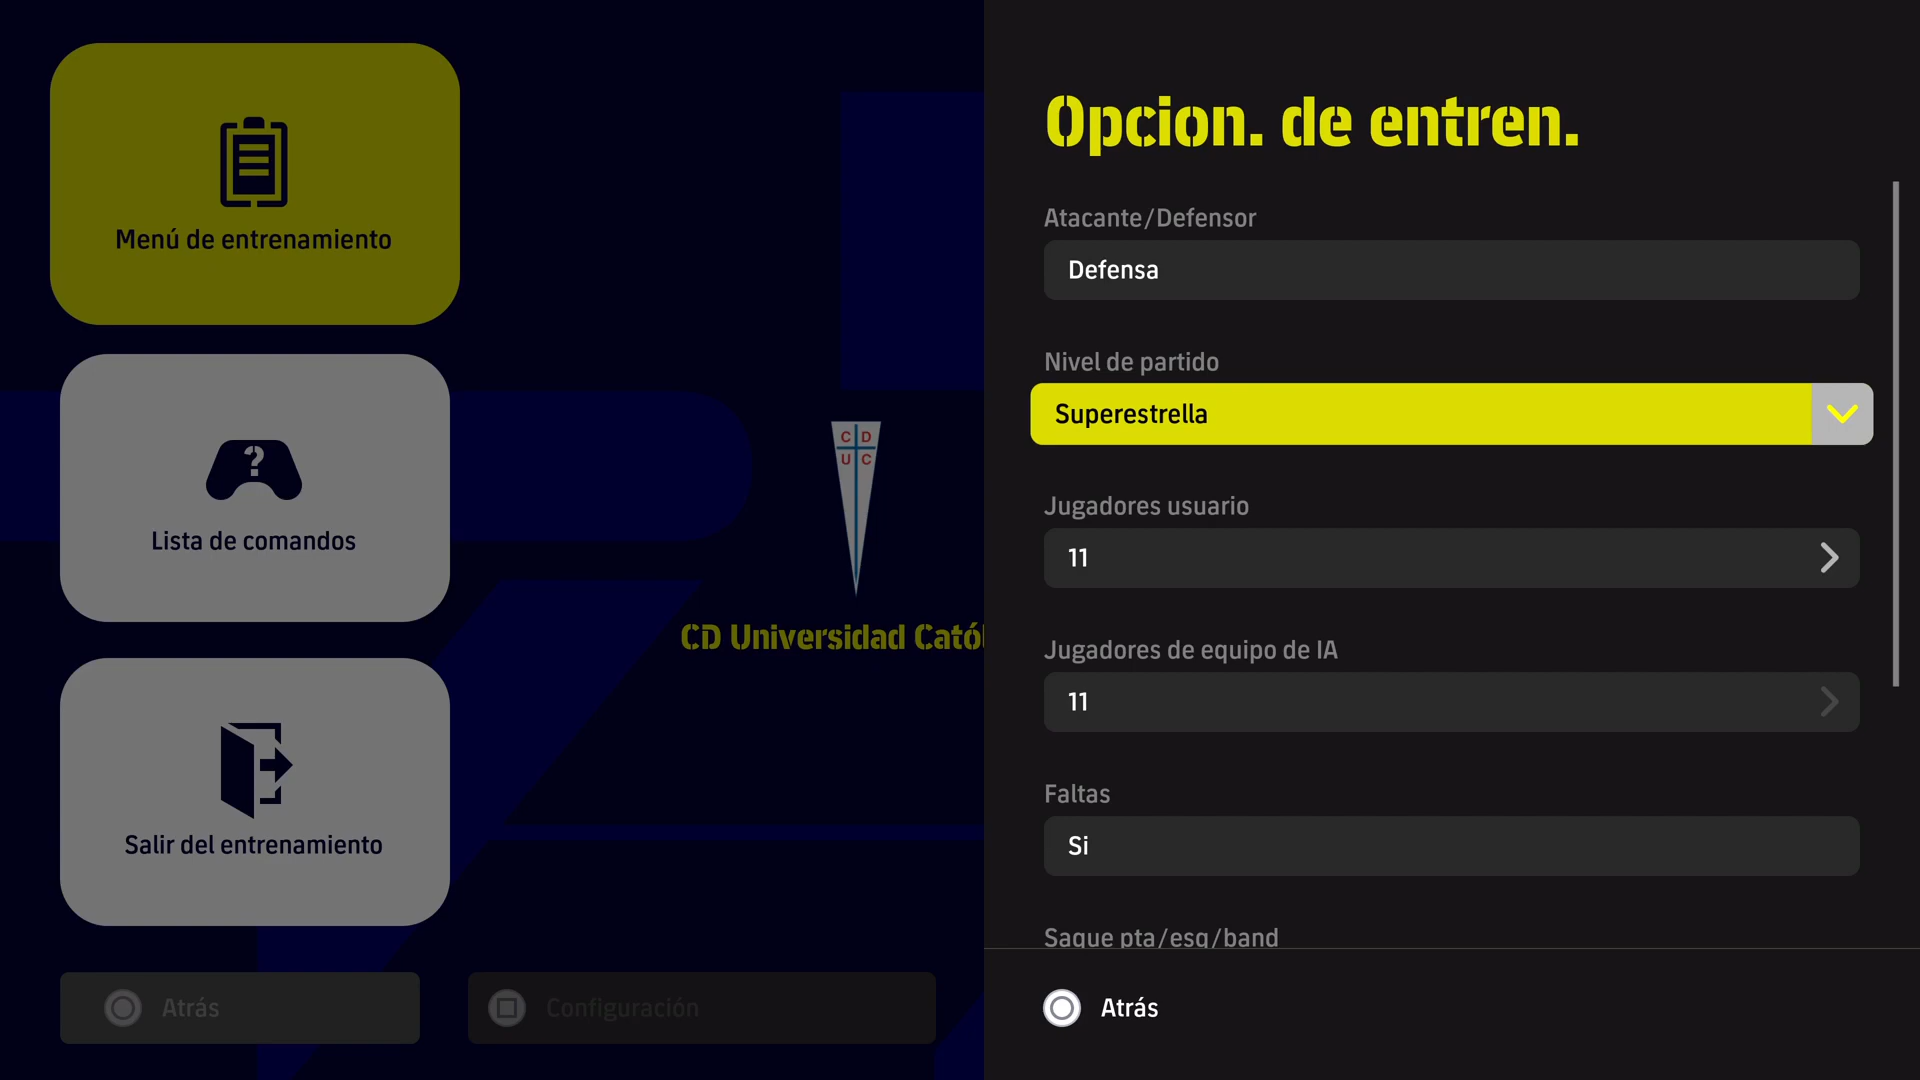 Menú de entrenamiento
?
Lista de comandos
Salir del entrenamiento
Atrás
Configuración
C D
U C
CD Universidad Catól
Opcion. de entren.
Atacante/Defensor
Defensa
Nivel de partido
Superestrella
Jugadores usuario
11
Jugadores de equipo de IA
11
Faltas
Si
Saque pta/esq/band
Atrás